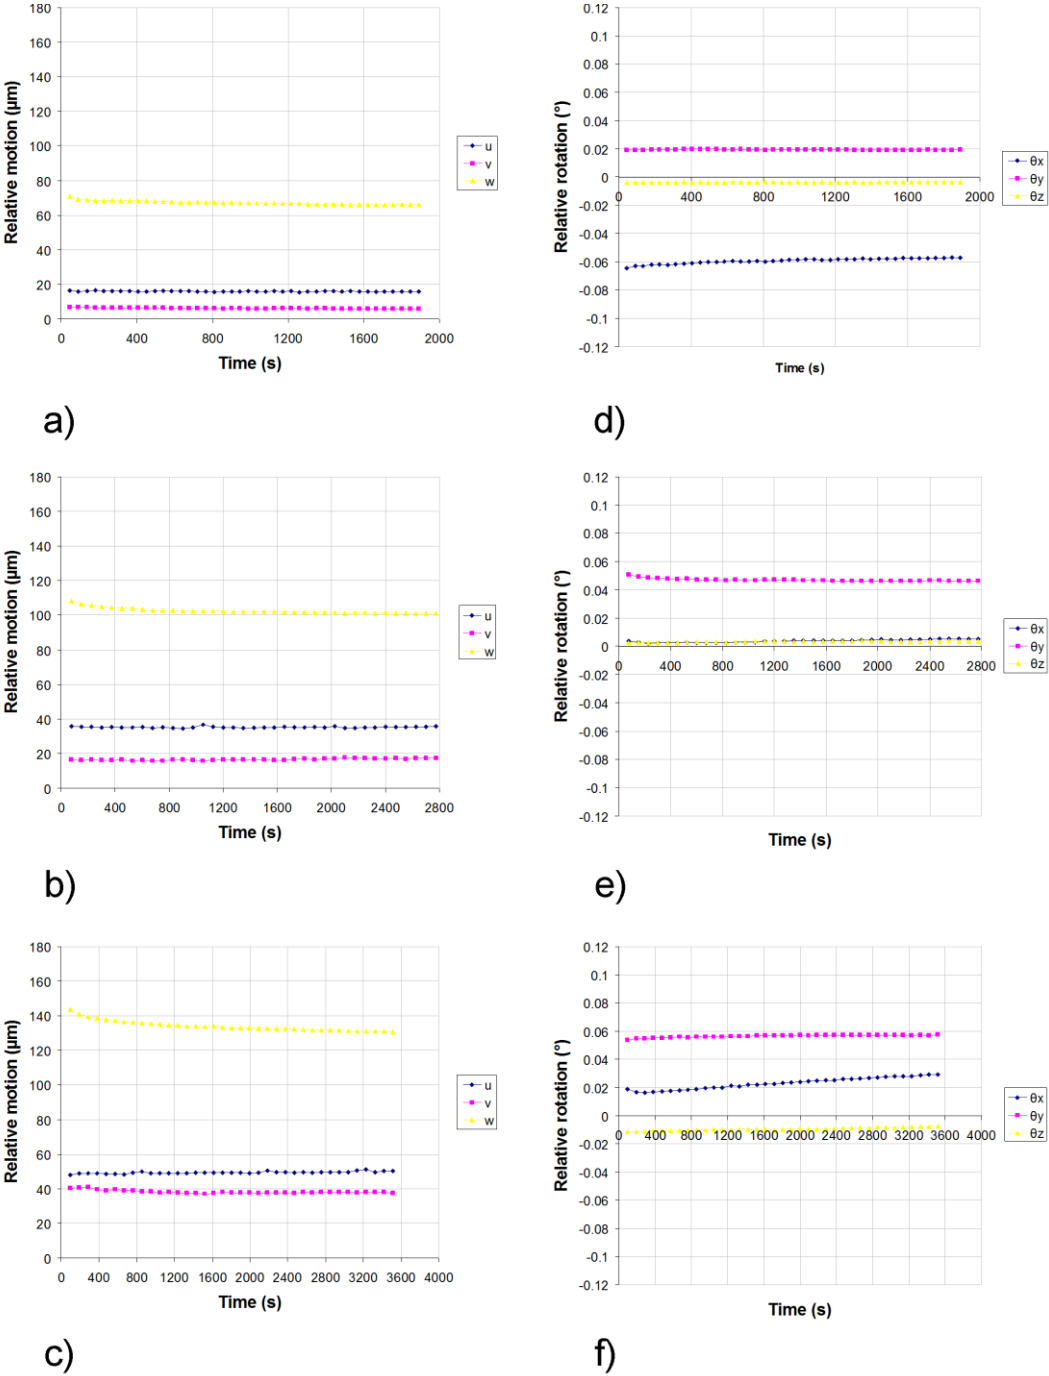 180
160
140
120
100
80
60
40
20
0
Relative motion (µm)
0 400 800 1200 1600 2000
Time (s)
u
v
w
a)
0.12
0.1
0.08
0.06
0.04
0.02
0
-0.02
-0.04
-0.06
-0.08
-0.1
-0.12
Relative rotation (°)
400 800 1200 1600 2000
Time (s)
θx
θy
θz
d)
180
160
140
120
100
80
60
40
20
0
Relative motion (µm)
0 400 800 1200 1600 2000 2400 2800
Time (s)
u
v
w
b)
0.12
0.1
0.08
0.06
0.04
0.02
0
-0.02
-0.04
-0.06
-0.08
-0.1
-0.12
Relative rotation (°)
0 400 800 1200 1600 2000 2400 2800
Time (s)
θx
θy
θz
e)
180
160
140
120
100
80
60
40
20
0
Relative motion (µm)
0 400 800 1200 1600 2000 2400 2800 3200 3600 4000
Time (s)
u
v
w
c)
0.12
0.1
0.08
0.06
0.04
0.02
0
-0.02
-0.04
-0.06
-0.08
-0.1
-0.12
Relative rotation (°)
0 400 800 1200 1600 2000 2400 2800 3200 3600 4000
Time (s)
θx
θy
θz
f)